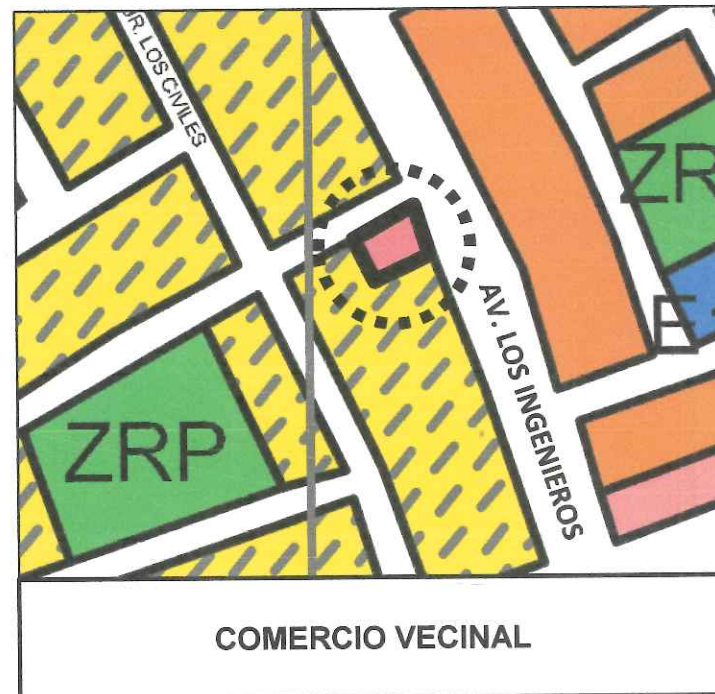 JR. LOS CIVILES
ZR
E
AV. LOS INGENIEROS
ZRP
COMERCIO VECINAL